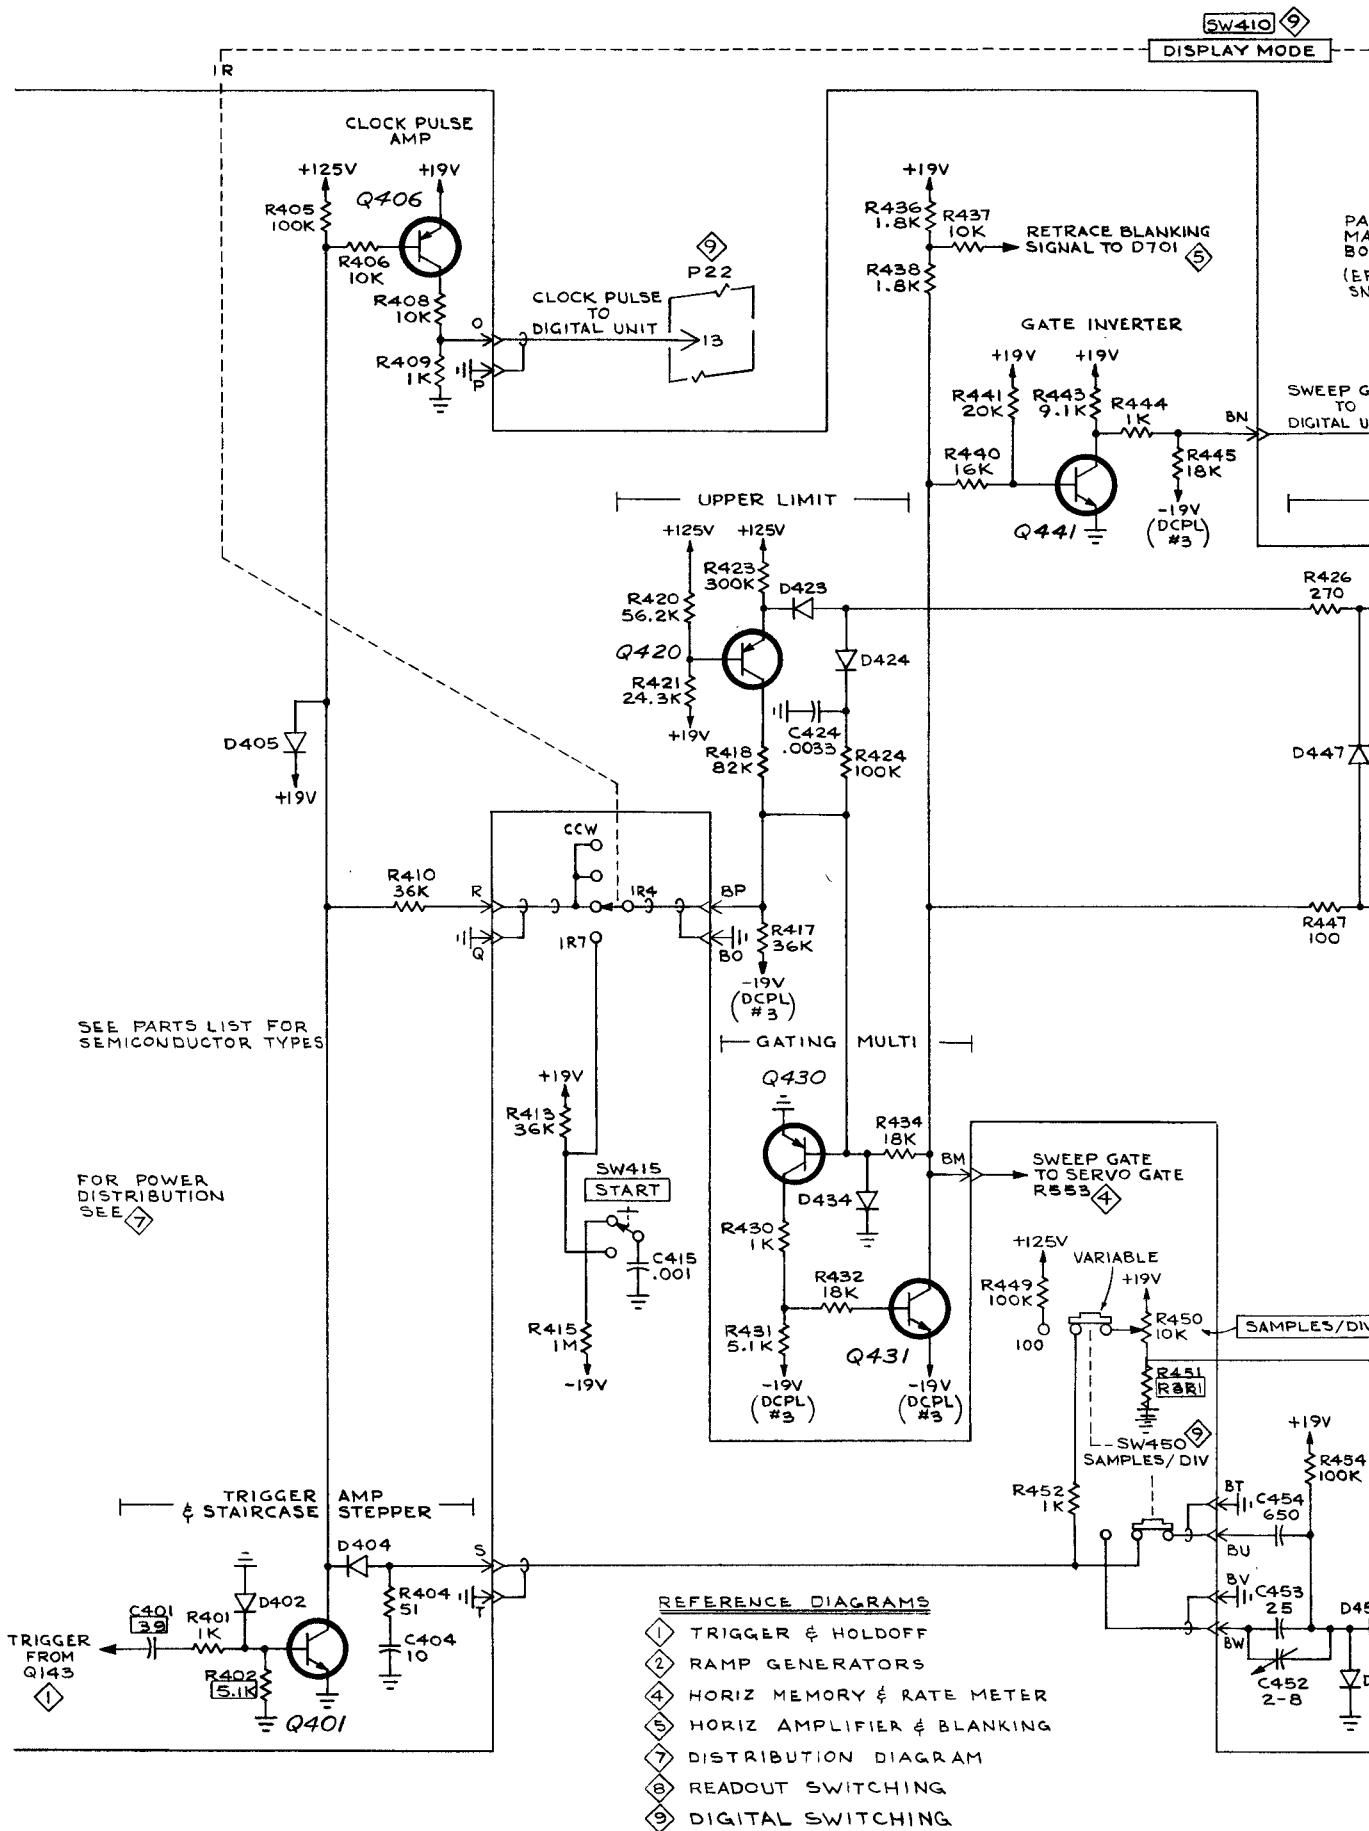 SW410 9
DISPLAY MODE
1R
CLOCK PULSE
AMP
+125V
+19V
Q406
R405
100K
R406
10K
R408
10K
R409
1K
O
P
CLOCK PULSE
TO
DIGITAL UNIT
9
P22
13
+19V
R436
1.8K
R437
10K
R438
1.8K
RETRACE BLANKING
SIGNAL TO D701 5
PA
MA
BO
(EF
SN
GATE INVERTER
+19V
+19V
R441
20K
R443
9.1K
R444
1K
R440
16K
Q441
BN
R445
18K
-19V
(DCPL
#3)
SWEEP G
TO
DIGITAL U
UPPER LIMIT
+125V
+125V
R423
300K
D423
R420
56.2K
Q420
R421
24.3K
+19V
D424
C424
.0033
R418
82K
R424
100K
R426
270
D447
R447
100
D405
+19V
R410
36K
R
Q
CCW
1R4
1R7
BP
BO
R417
36K
-19V
(DCPL
#3)
SEE PARTS LIST FOR
SEMICONDUCTOR TYPES
FOR POWER
DISTRIBUTION
SEE 7
+19V
R413
36K
SW415
START
C415
.001
R415
1M
-19V
GATING MULTI
Q430
R434
18K
D434
R430
1K
R432
18K
R431
5.1K
Q431
-19V
(DCPL
#3)
-19V
(DCPL
#3)
BM
SWEEP GATE
TO SERVO GATE
R553 4
+125V
VARIABLE
R449
100K
+19V
100
R450
10K
SAMPLES/DIV
R451
SW450 9
SAMPLES/DIV
R452
1K
+19V
R454
100K
BT
C454
650
BU
BV
C453
25
BW
C452
2-8
D45
D
TRIGGER AMP
& STAIRCASE STEPPER
D404
S
T
R404
51
C404
10
D402
C401
39
R401
1K
R402
5.1K
Q401
TRIGGER
FROM
Q143
1
REFERENCE DIAGRAMS
1 TRIGGER & HOLDOFF
2 RAMP GENERATORS
4 HORIZ MEMORY & RATE METER
5 HORIZ AMPLIFIER & BLANKING
7 DISTRIBUTION DIAGRAM
8 READOUT SWITCHING
9 DIGITAL SWITCHING